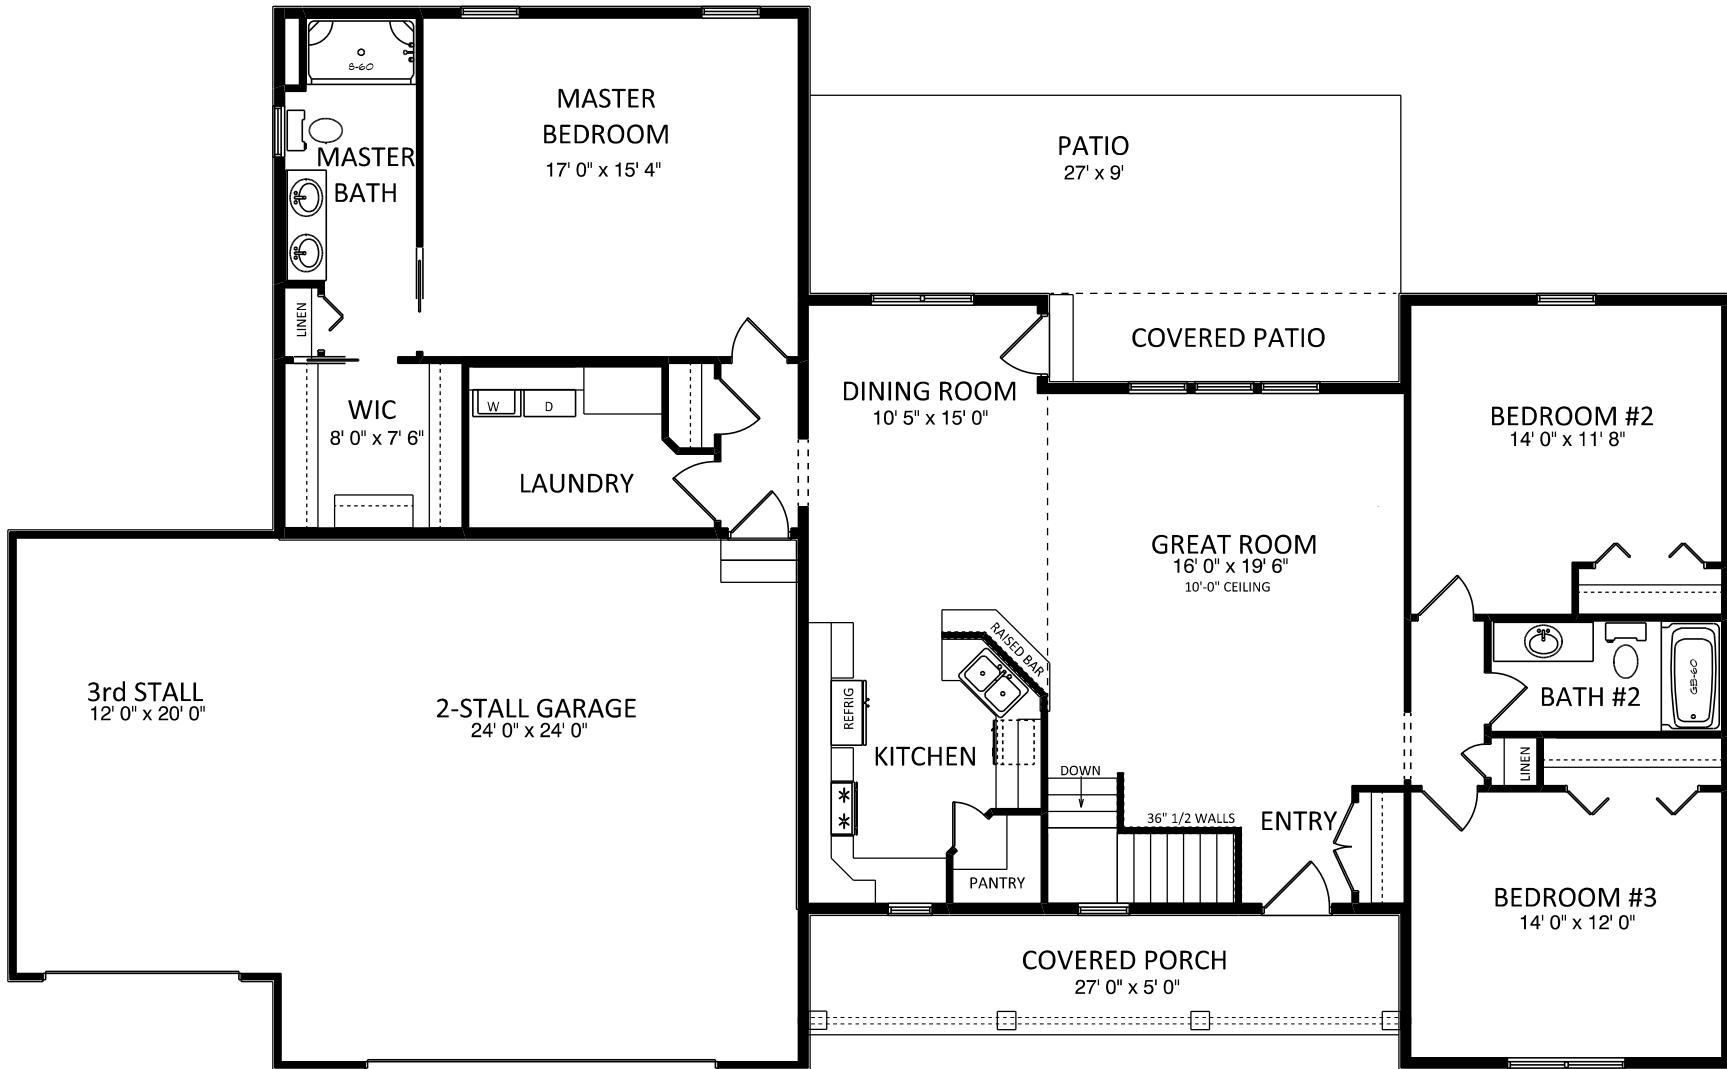 S-60
MASTER
BATH
MASTER
BEDROOM
17' 0" x 15' 4"
PATIO
27' x 9'
LINEN
WIC
8' 0" x 7' 6"
W
D
LAUNDRY
DINING ROOM
10' 5" x 15' 0"
COVERED PATIO
BEDROOM #2
14' 0" x 11' 8"
GREAT ROOM
16' 0" x 19' 6"
10'-0" CEILING
3rd STALL
12' 0" x 20' 0"
2-STALL GARAGE
24' 0" x 24' 0"
RAISED BAR
REFRIG
KITCHEN
BATH #2
GB-60
LINEN
DOWN
36" 1/2 WALLS
ENTRY
PANTRY
BEDROOM #3
14' 0" x 12' 0"
COVERED PORCH
27' 0" x 5' 0"